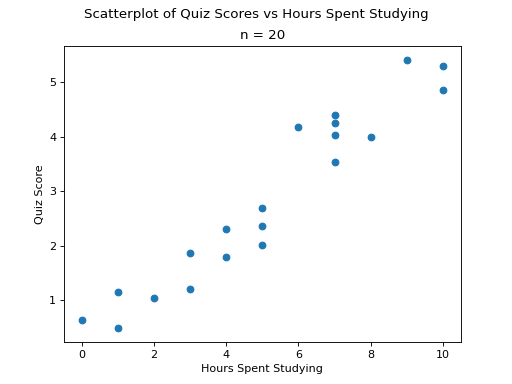 Scatterplot of Quiz Scores vs Hours Spent Studying
n = 20
5
4
3
2
1
Quiz Score
0 2 4 6 8 10
Hours Spent Studying